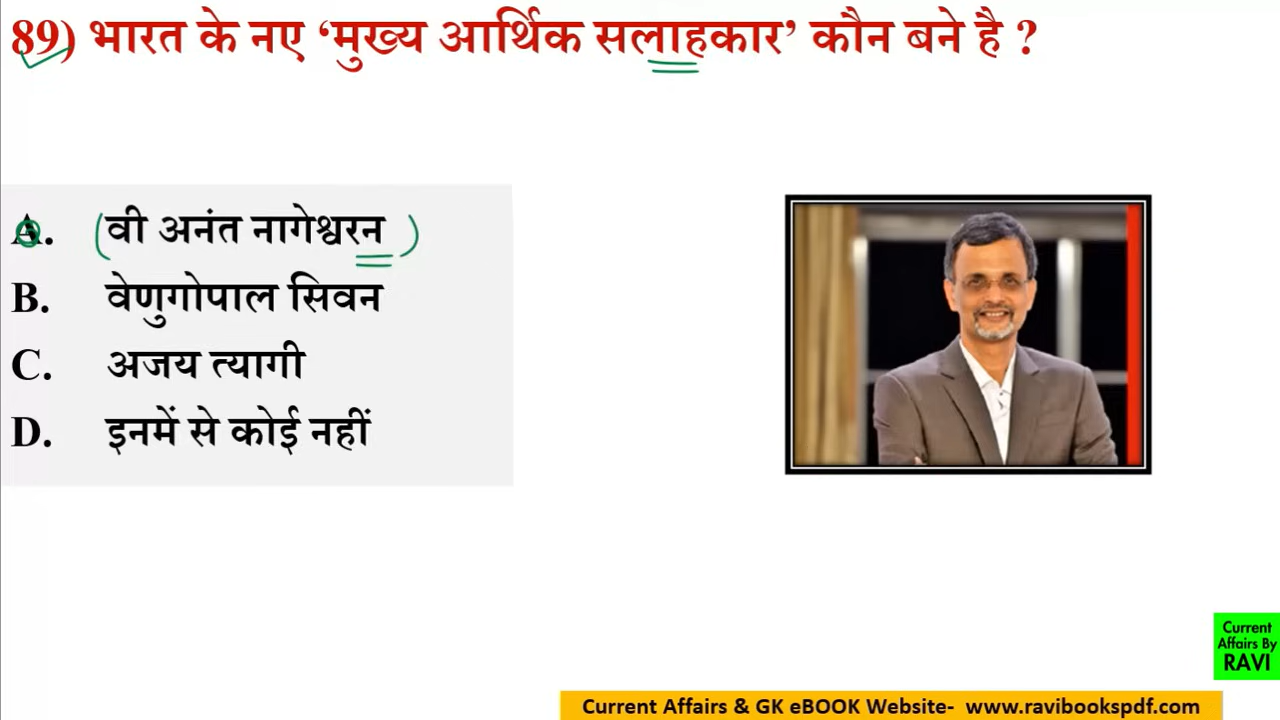 89) भारत के नए ‘मुख्य आर्थिक सलाहकार’ कौन बने है ?
A. (वी अनंत नागेश्वरन)
B. वेणुगोपाल सिवन
C. अजय त्यागी
D. इनमें से कोई नहीं
Current
Affairs By
RAVI
Current Affairs & GK eBOOK Website- www.ravibookspdf.com